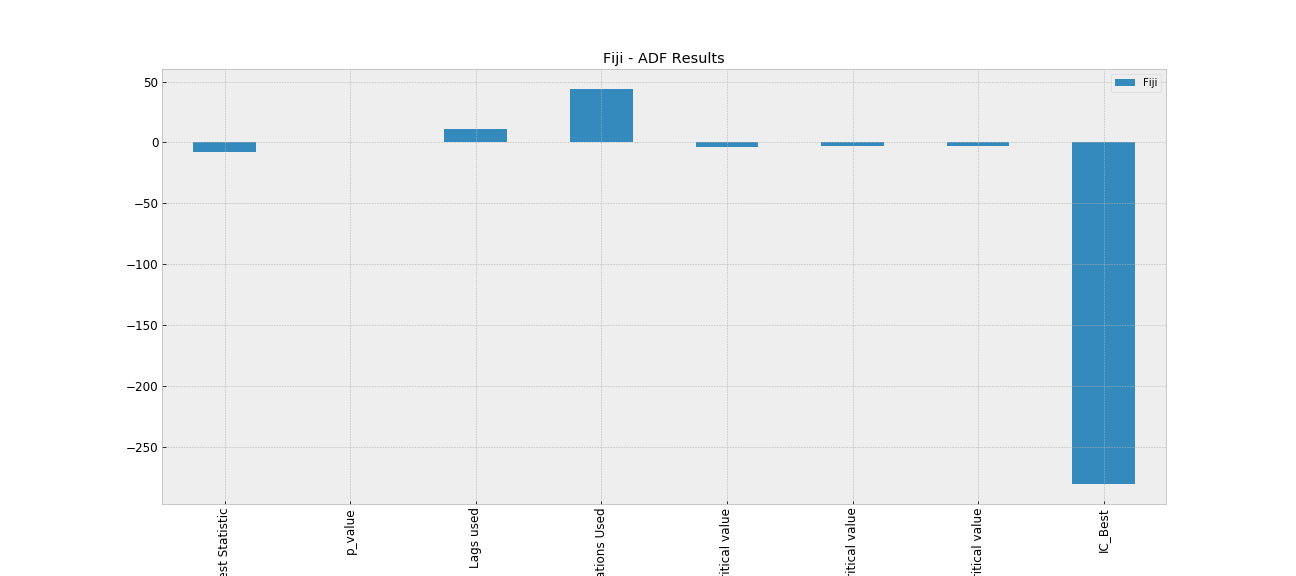 Fiji - ADF Results
Fiji
50
0
−50
−100
−150
−200
−250
est Statistic
p_value
Lags used
ations Used
ritical value
ritical value
ritical value
IC_Best